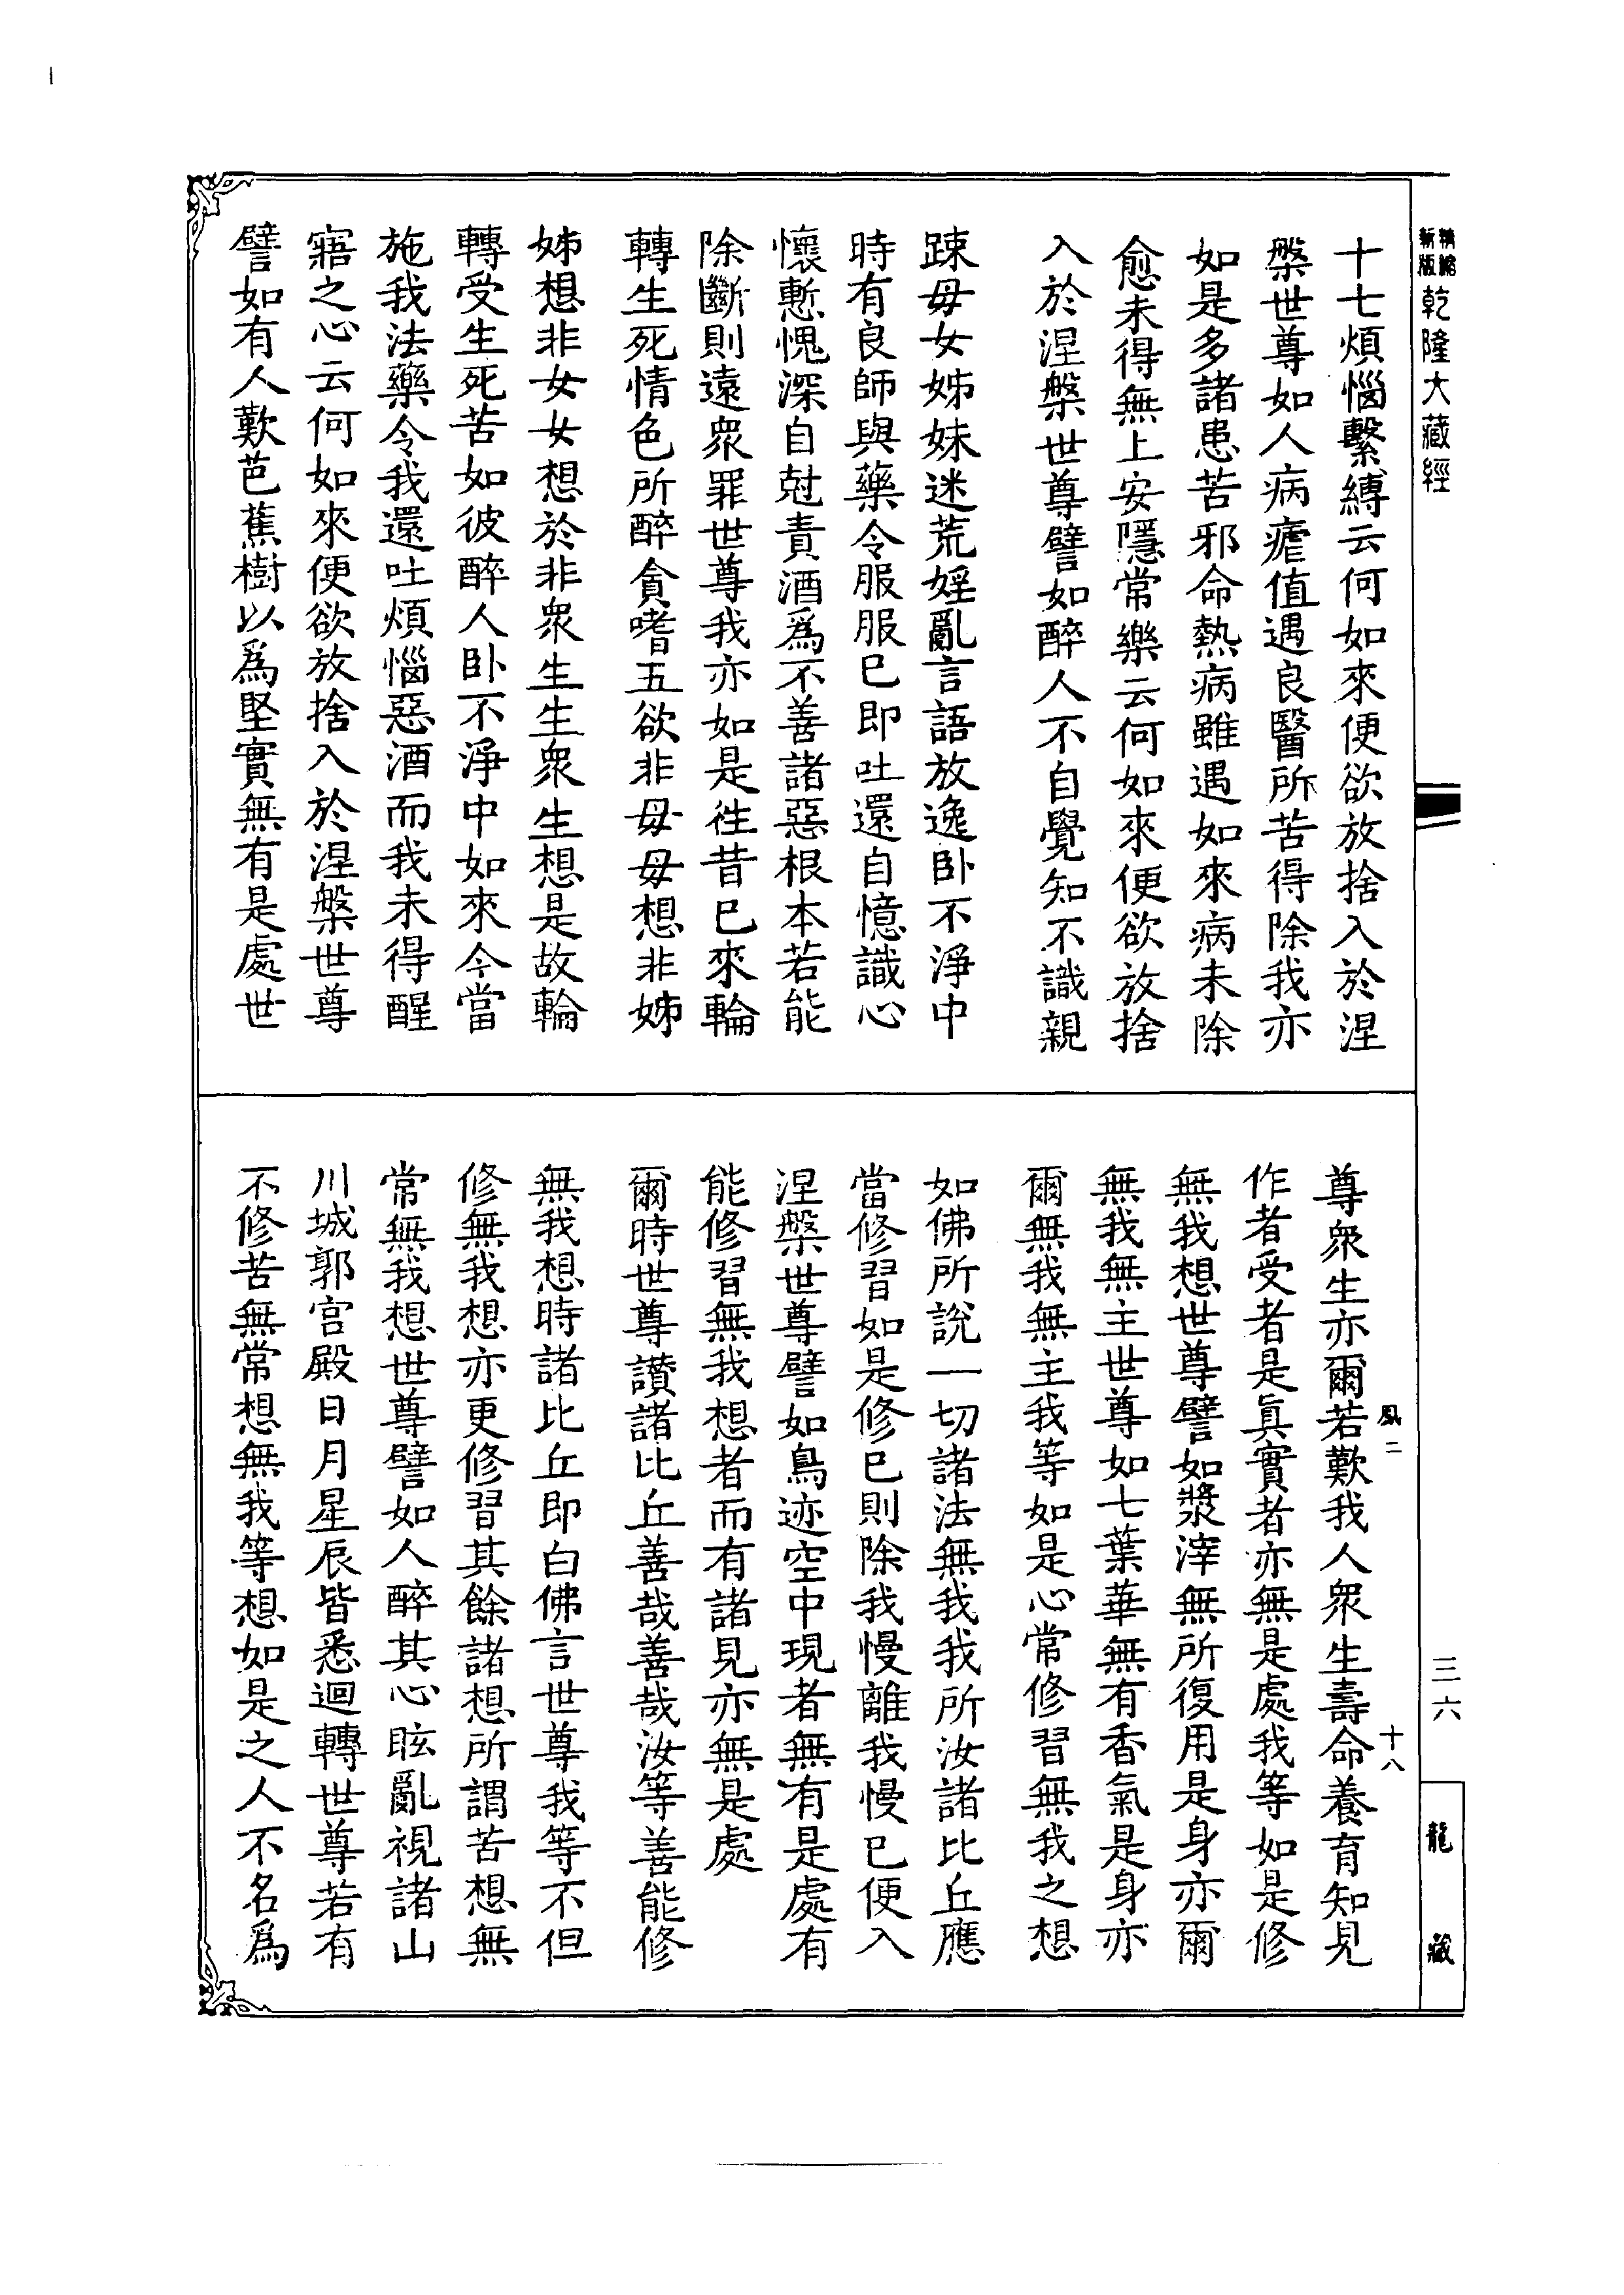 精縮新版乾隆大藏經
十七煩惱繫縛云何如來便欲放捨入於涅
槃世尊如人病瘧值遇良醫所苦得除我亦
如是多諸患苦邪命熱病雖遇如來病未除
愈未得無上安隱常樂云何如來便欲放捨
入於涅槃世尊譬如醉人不自覺知不識親
踈母女姊妹迷荒婬亂言語放逸臥不淨中
時有良師與藥令服服已即吐還自憶識心
懷慙愧深自尅責酒為不善諸惡根本若能
除斷則遠衆罪世尊我亦如是徃昔已來輪
轉生死情色所醉貪嗜五欲非母母想非姊
姊想非女女想於非衆生生衆生想是故輪
轉受生死苦如彼醉人臥不淨中如來今當
施我法藥令我還吐煩惱惡酒而我未得醒
寤之心云何如來便欲放捨入於涅槃世尊
譬如有人歎芭蕉樹以為堅實無有是處世
尊衆生亦爾若歎我人衆生壽命養育知見
作者受者是眞實者亦無是處我等如是修
無我想世尊譬如漿滓無所復用是身亦爾
無我無主世尊如七葉華無有香氣是身亦
爾無我無主我等如是心常修習無我之想
如佛所說一切諸法無我我所汝諸比丘應
當修習如是修已則除我慢離我慢已便入
涅槃世尊譬如鳥迹空中現者無有是處有
能修習無我想者而有諸見亦無是處
爾時世尊讚諸比丘善哉善哉汝等善能修
無我想時諸比丘即白佛言世尊我等不但
修無我想亦更修習其餘諸想所謂苦想無
常無我想世尊譬如人醉其心眩亂視諸山
川城郭宮殿日月星辰皆悉迴轉世尊若有
不修苦無常想無我等想如是之人不名為
鳳二
十八
三六
龍藏